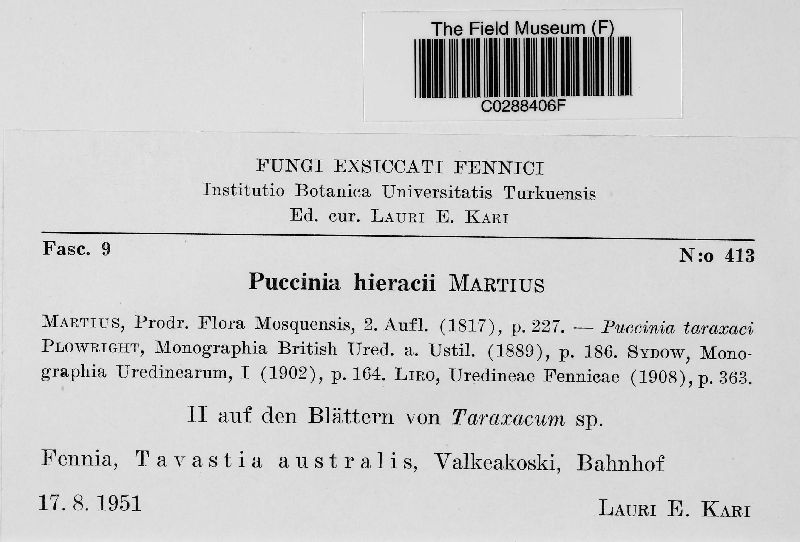 The Field Museum (F)
C0288406F
FUNGI EXSICCATI FENNICI
Institutio Botanica Universitatis Turkuensis
Ed. cur. LAURI E. KARI
Fasc. 9 N:o 413
Puccinia hieracii MARTIUS
MARTIUS, Prodr. Flora Mosquensis, 2. Aufl. (1817), p. 227. — Puccinia taraxaci
PLOWRIGHT, Monographia British Ured. a. Ustil. (1889), p. 186. SYDOW, Mono-
graphia Uredinearum, I (1902), p. 164. LIRO, Uredineae Fennicae (1908), p. 363.
II auf den Blättern von Taraxacum sp.
Fennia, Tavastia australis, Valkeakoski, Bahnhof
17. 8. 1951 LAURI E. KARI